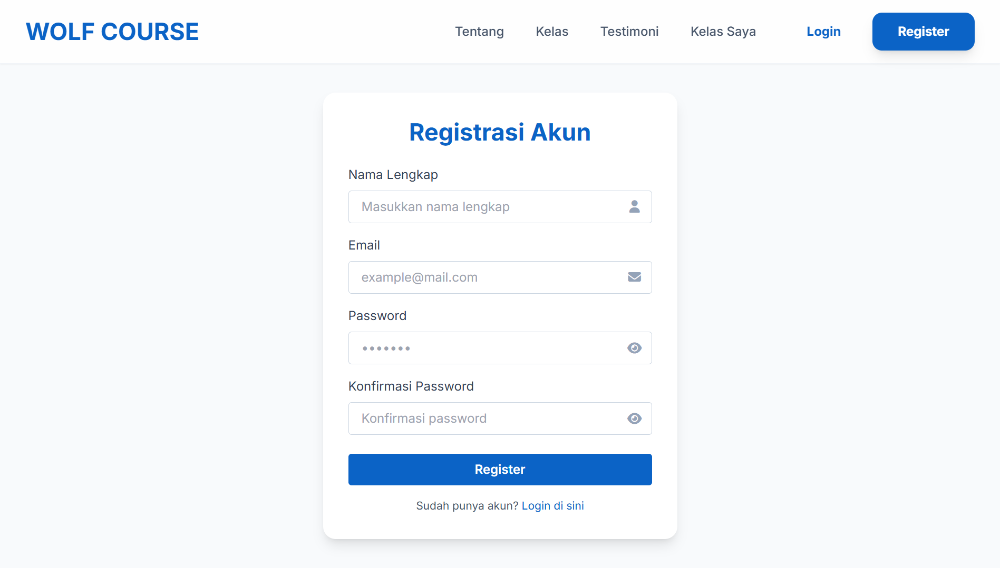 WOLF COURSE
Tentang
Kelas
Testimoni
Kelas Saya
Login
Register
Registrasi Akun
Nama Lengkap
Masukkan nama lengkap
Email
example@mail.com
Password
•••••••
Konfirmasi Password
Konfirmasi password
Register
Sudah punya akun? Login di sini